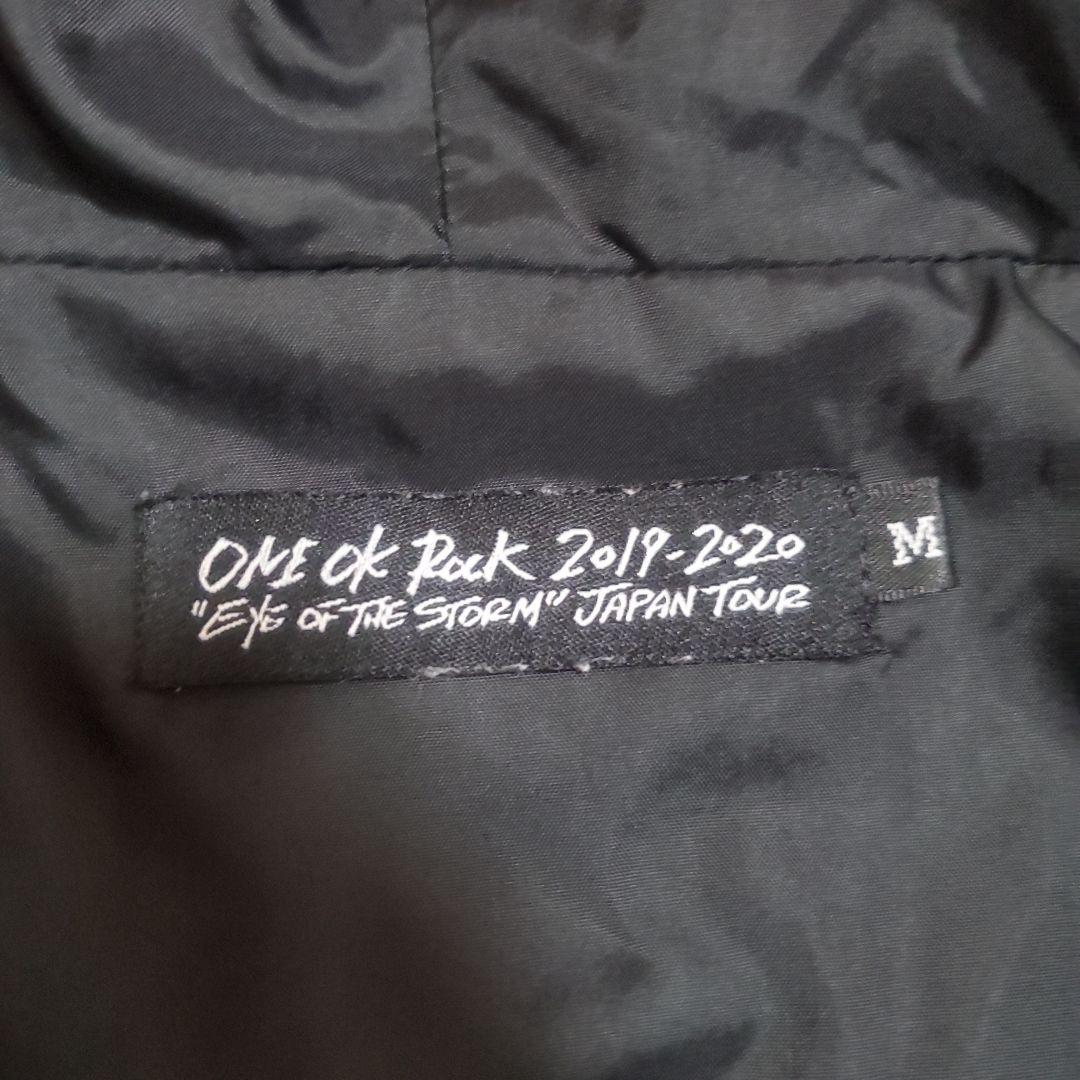 ONE OK ROCK 2019-2020
"EYE OF THE STORM" JAPAN TOUR
M